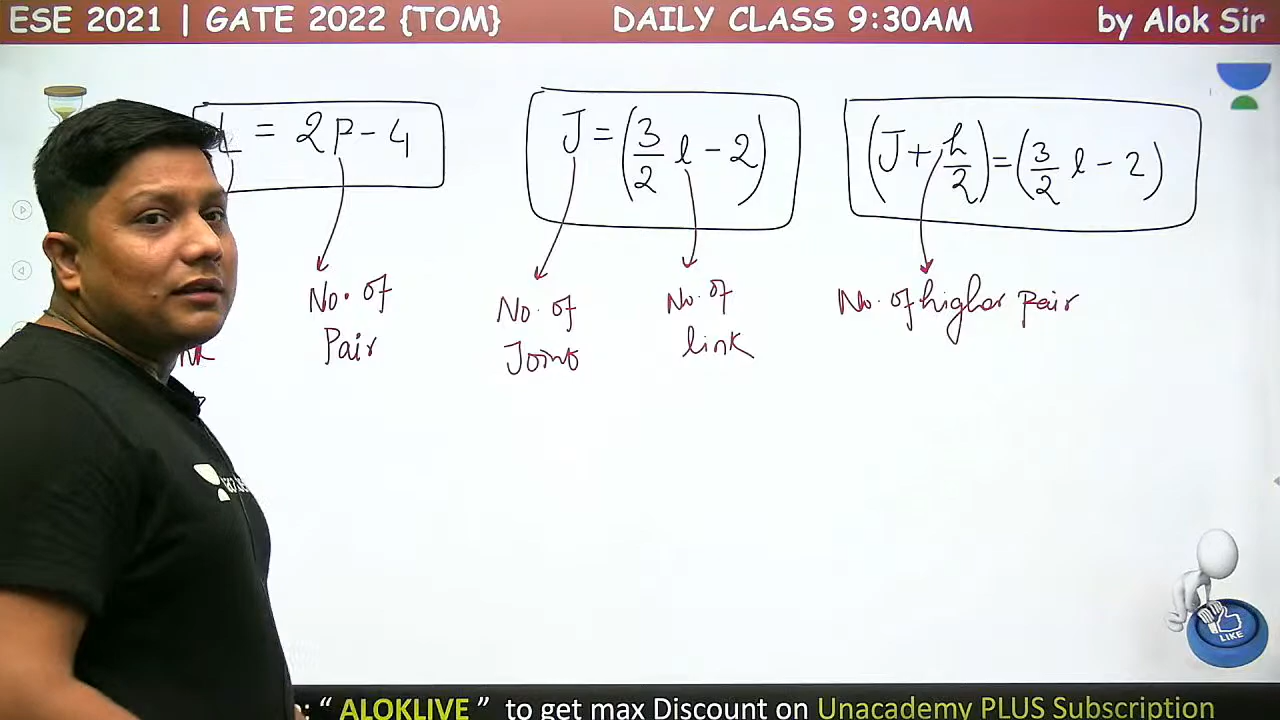 ESE 2021 | GATE 2022 {TOM} DAILY CLASS 9:30AM by Alok Sir
L = 2P - 4
J = (3/2 l - 2)
(J + h/2) = (3/2 l - 2)
No. of Pair
No. of Joints
No. of link
No. of higher pair
LIKE
: “ ALOKLIVE ” to get max Discount on Unacademy PLUS Subscription